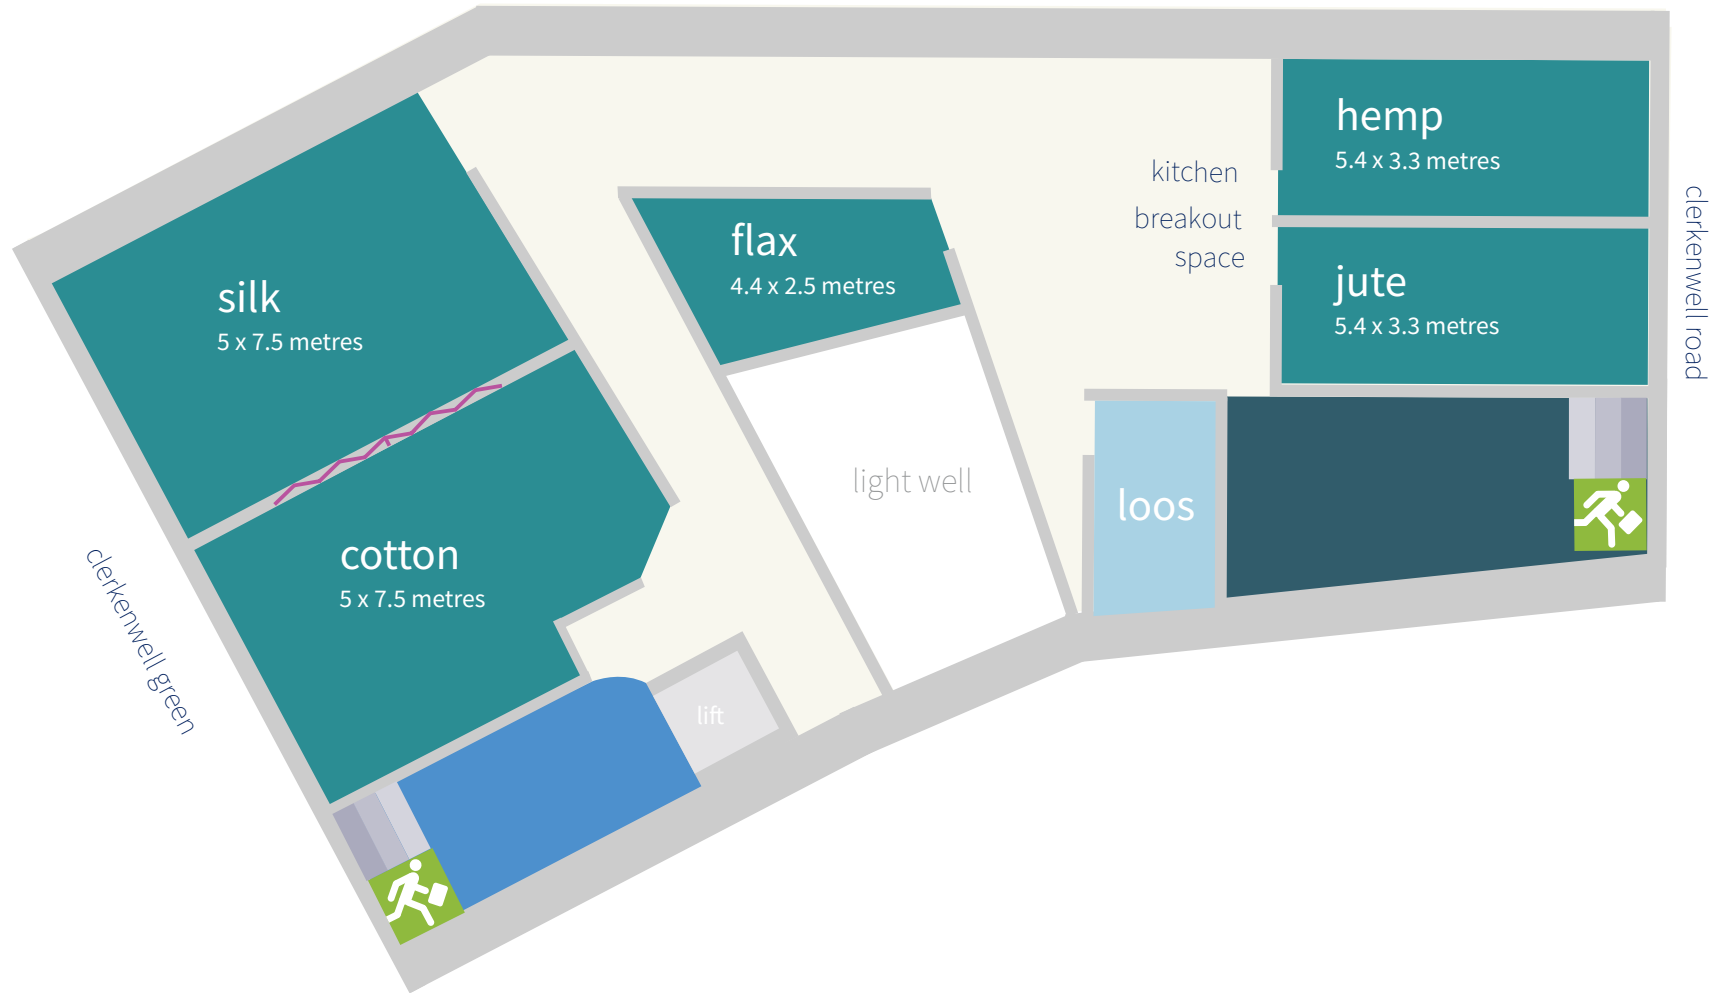 silk
5 x 7.5 metres
cotton
5 x 7.5 metres
clerkenwell green
lift
flax
4.4 x 2.5 metres
light well
kitchen
breakout
space
loos
hemp
5.4 x 3.3 metres
jute
5.4 x 3.3 metres
clerkenwell road